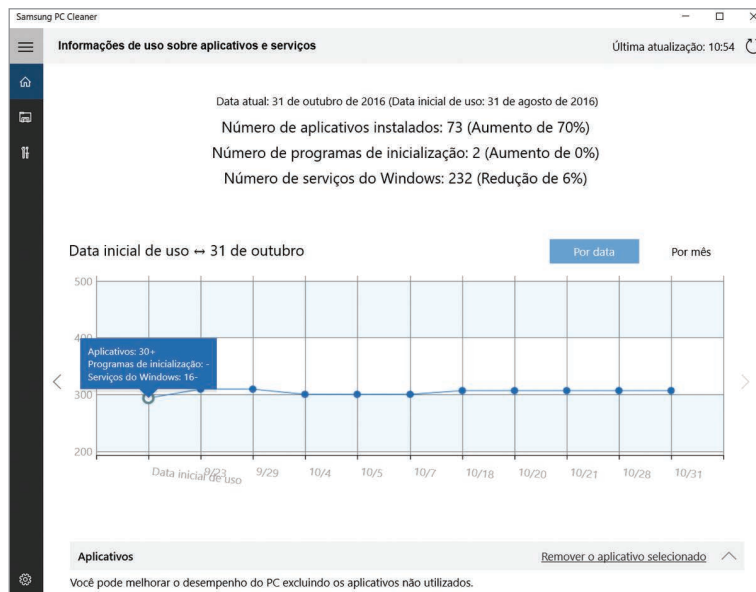 Samsung PC Cleaner
Informações de uso sobre aplicativos e serviços
Última atualização: 10:54
Data atual: 31 de outubro de 2016 (Data inicial de uso: 31 de agosto de 2016)
Número de aplicativos instalados: 73 (Aumento de 70%)
Número de programas de inicialização: 2 (Aumento de 0%)
Número de serviços do Windows: 232 (Redução de 6%)
Data inicial de uso ↔ 31 de outubro
Por data
Por mês
500
400
Aplicativos: 30+
Programas de inicialização: -
Serviços do Windows: 16-
300
200
Data inicial de uso
9/23
9/29
10/4
10/5
10/7
10/18
10/20
10/21
10/28
10/31
Aplicativos
Remover o aplicativo selecionado
Você pode melhorar o desempenho do PC excluindo os aplicativos não utilizados.